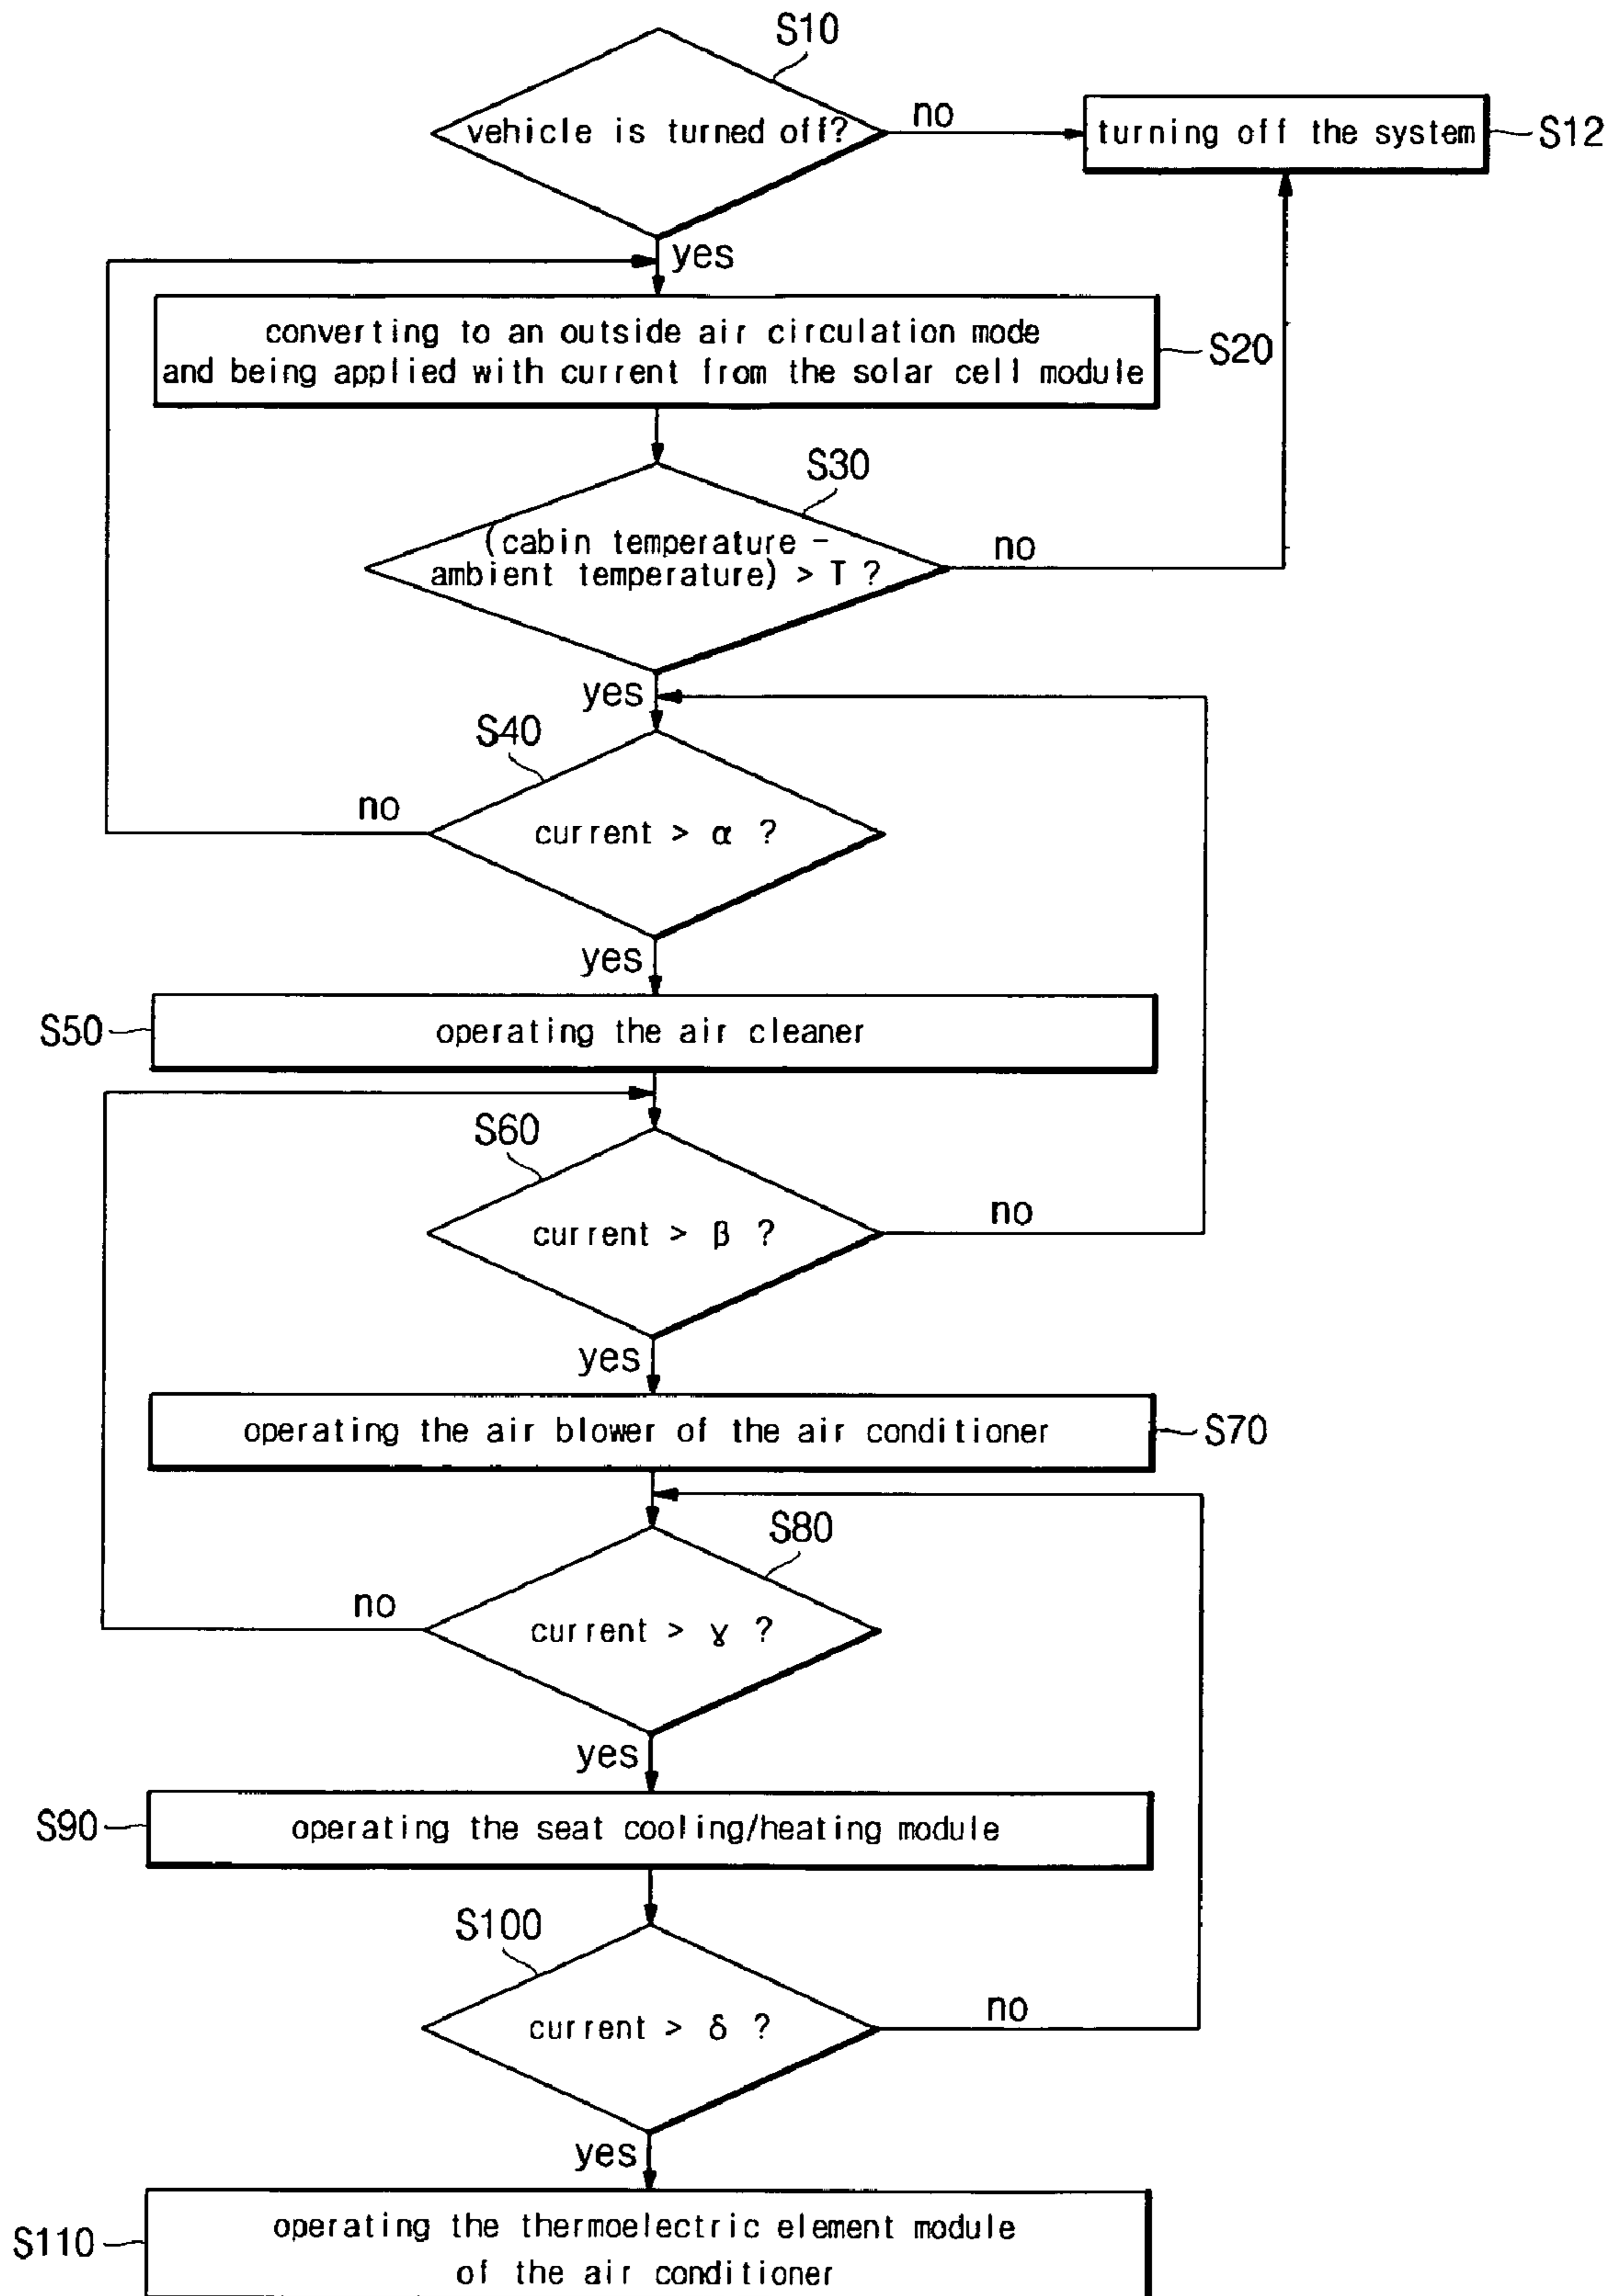 S10
vehicle is turned off?
no
turning off the system
S12
yes
converting to an outside air circulation mode
and being applied with current from the solar cell module
S20
S30
(cabin temperature -
ambient temperature) > T ?
no
yes
S40
no
current > α ?
yes
S50
operating the air cleaner
S60
current > β ?
no
yes
operating the air blower of the air conditioner
S70
S80
no
current > γ ?
yes
S90
operating the seat cooling/heating module
S100
current > δ ?
no
yes
S110
operating the thermoelectric element module
of the air conditioner